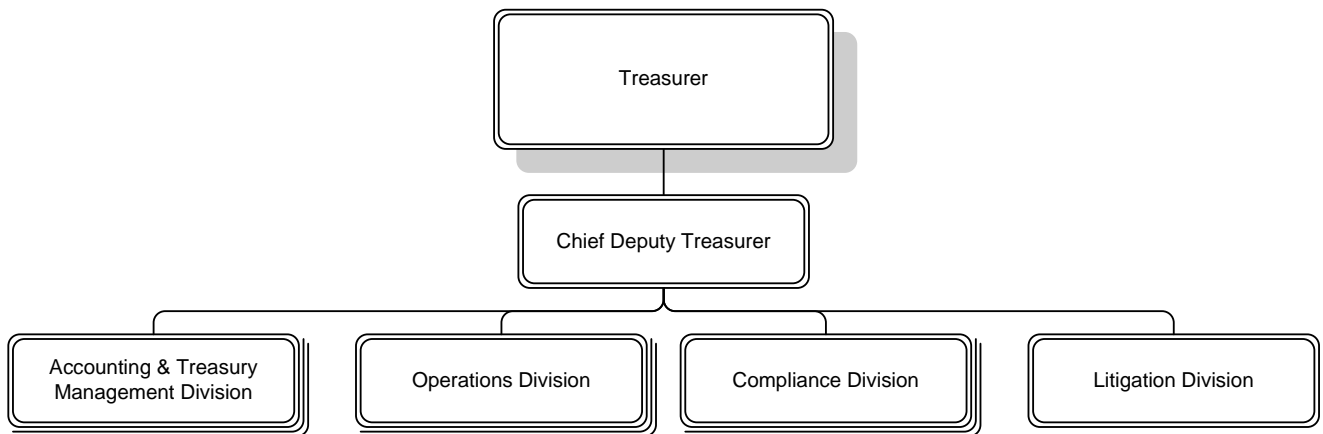 Treasurer
Chief Deputy Treasurer
Accounting & Treasury
Management Division
Operations Division
Compliance Division
Litigation Division